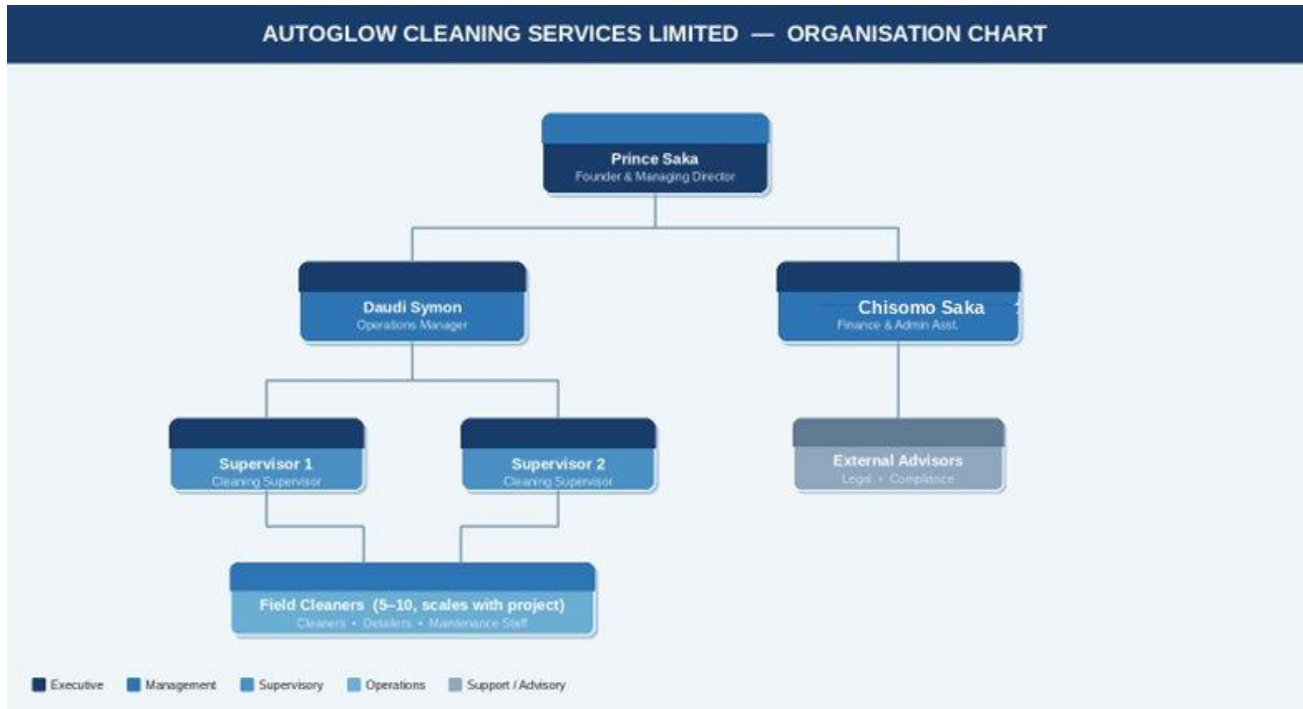 AUTOGLOW CLEANING SERVICES LIMITED — ORGANISATION CHART
Prince Saka
Founder & Managing Director
Daudi Symon
Operations Manager
Chisomo Saka
Finance & Admin Asst.
Supervisor 1
Cleaning Supervisor
Supervisor 2
Cleaning Supervisor
External Advisors
Legal • Compliance
Field Cleaners (5–10, scales with project)
Cleaners • Detailers • Maintenance Staff
Executive
Management
Supervisory
Operations
Support / Advisory